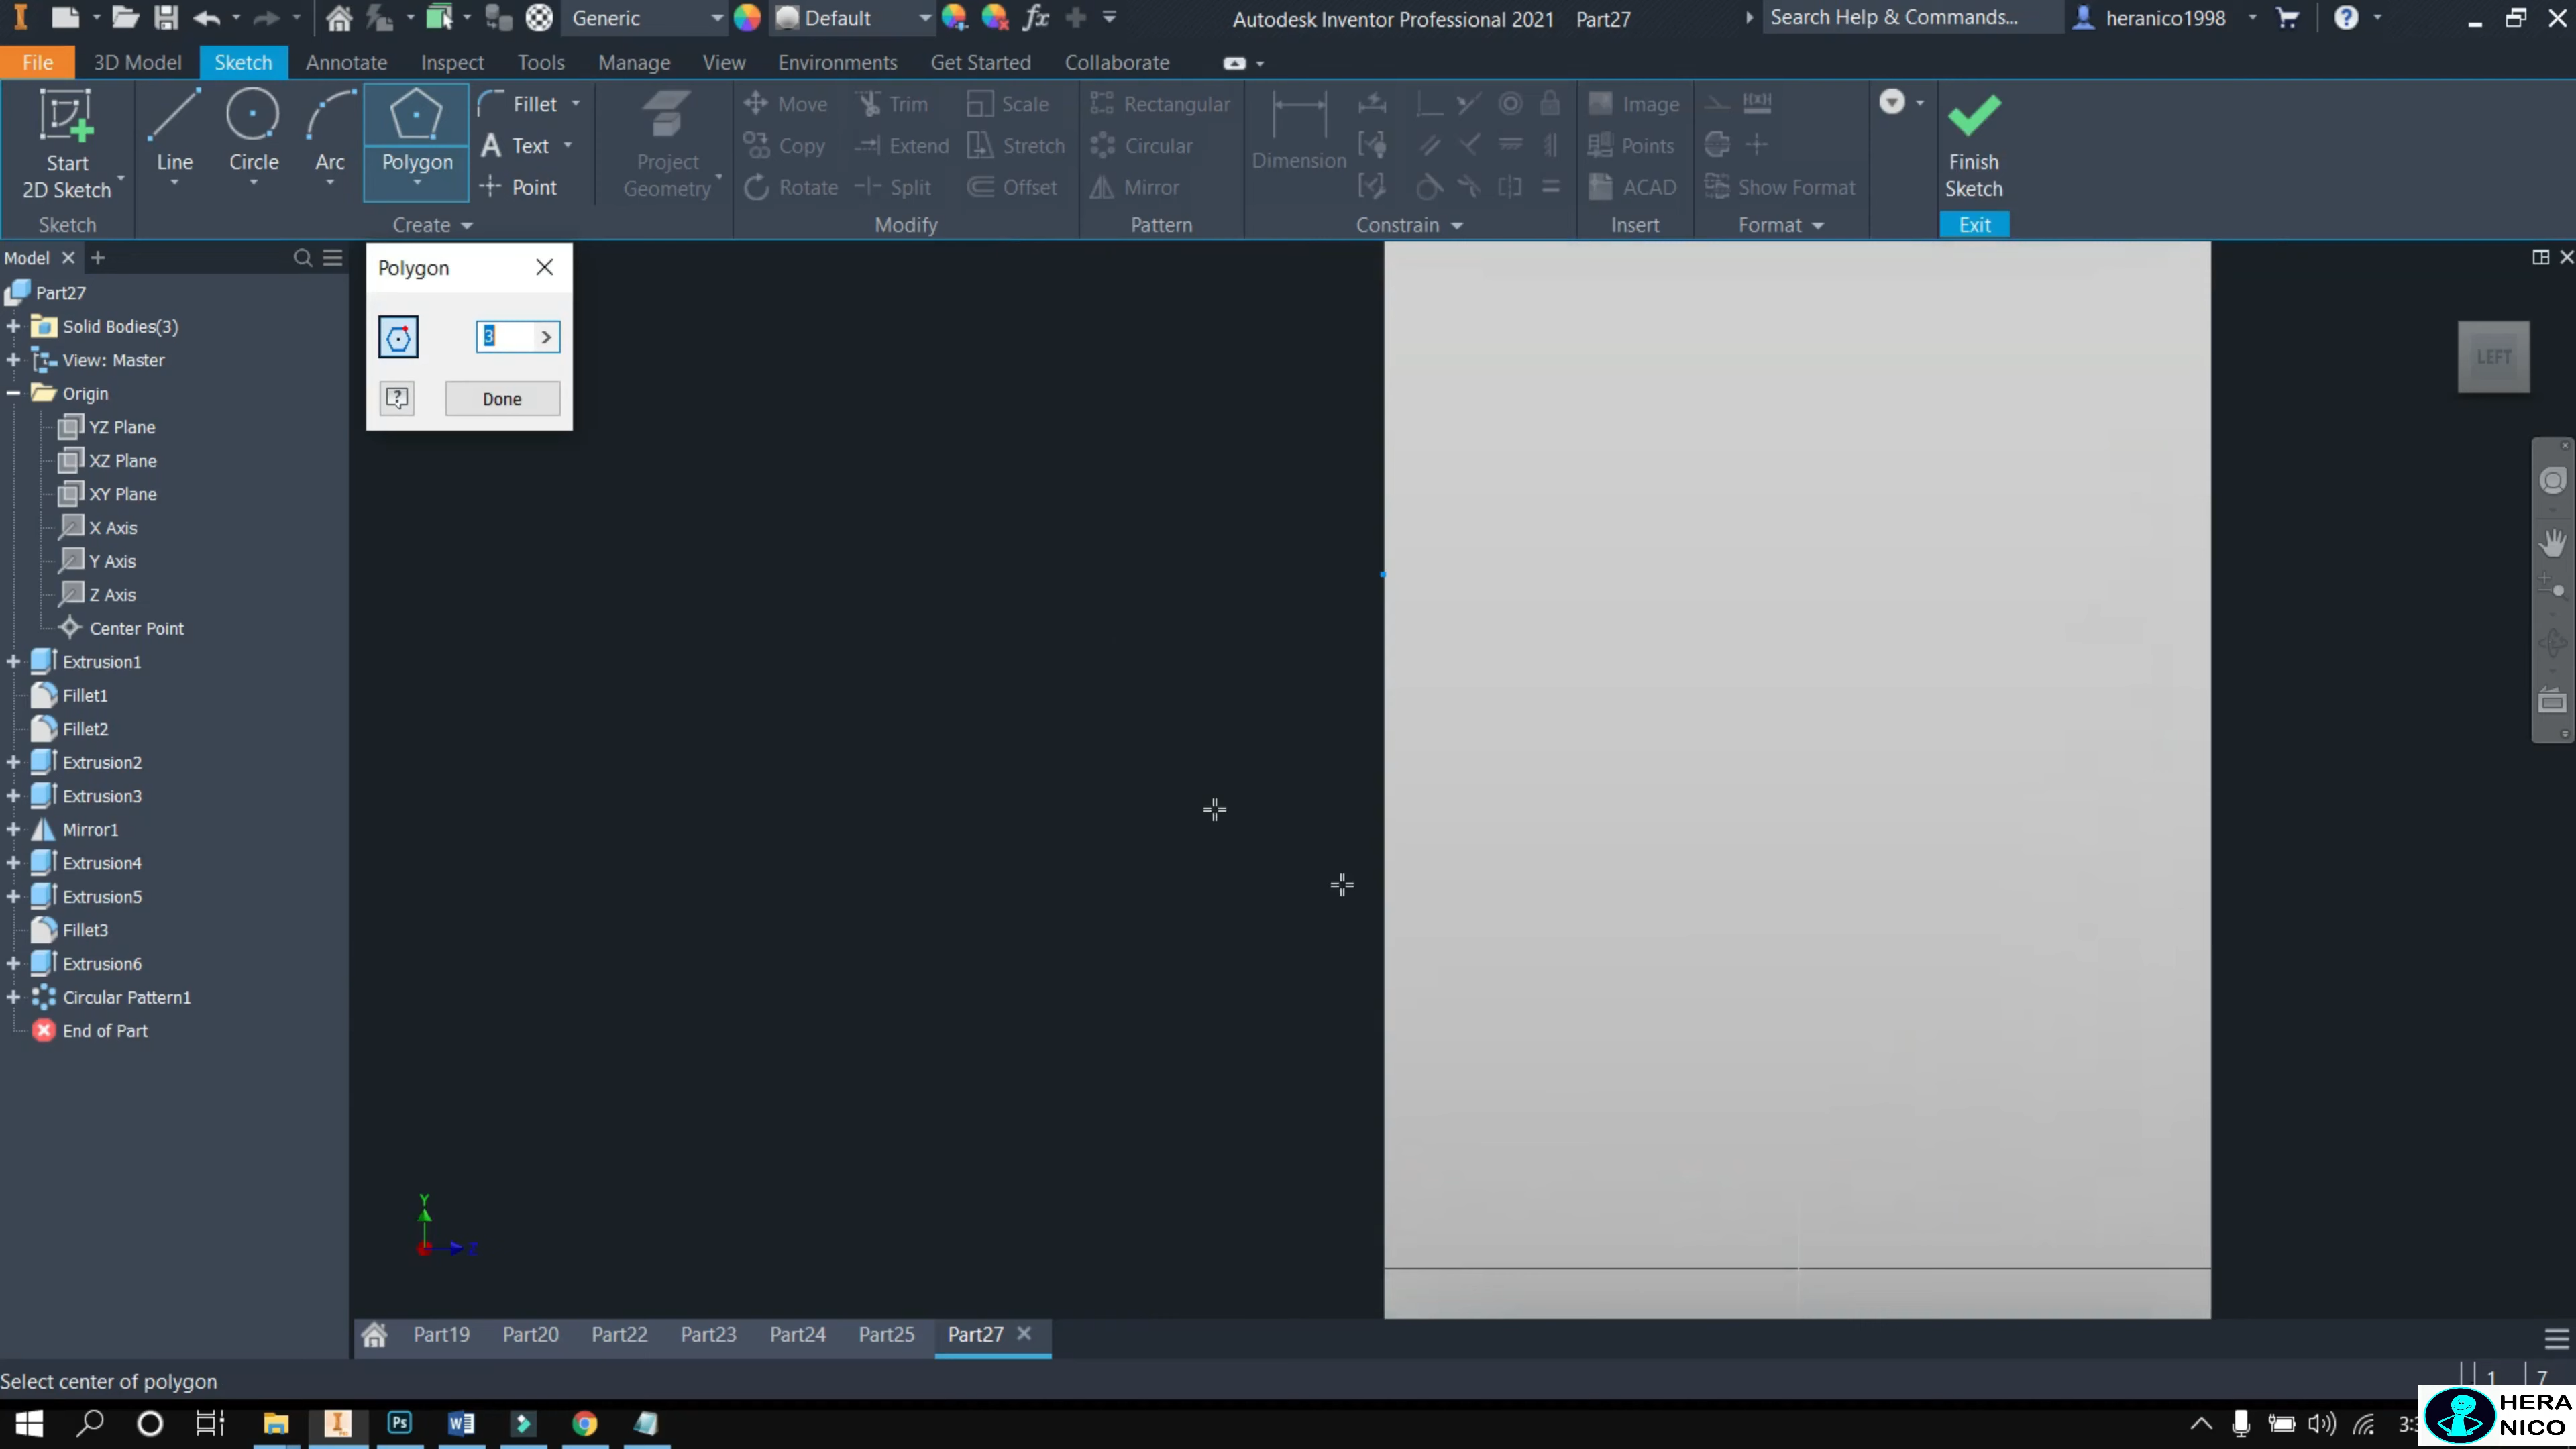 Generic
Default
fx
Autodesk Inventor Professional 2021 Part27
Search Help & Commands...
heranico1998
File 3D Model Sketch Annotate Inspect Tools Manage View Environments Get Started Collaborate
Start
2D Sketch
Line
Circle
Arc
Polygon
Fillet
Text
Point
Project
Geometry
Move
Copy
Rotate
Trim
Extend
Split
Scale
Stretch
Offset
Rectangular
Circular
Mirror
Dimension
Image
Points
ACAD
Show Format
Finish
Sketch
Sketch Create Modify Pattern Constrain Insert Format Exit
Model
Polygon
3
Done
Part27
Solid Bodies(3)
View: Master
Origin
YZ Plane
XZ Plane
XY Plane
X Axis
Y Axis
Z Axis
Center Point
Extrusion1
Fillet1
Fillet2
Extrusion2
Extrusion3
Mirror1
Extrusion4
Extrusion5
Fillet3
Extrusion6
Circular Pattern1
End of Part
LEFT
Y
Z
Part19 Part20 Part22 Part23 Part24 Part25 Part27
Select center of polygon
1 7
Ps
HERA
NICO